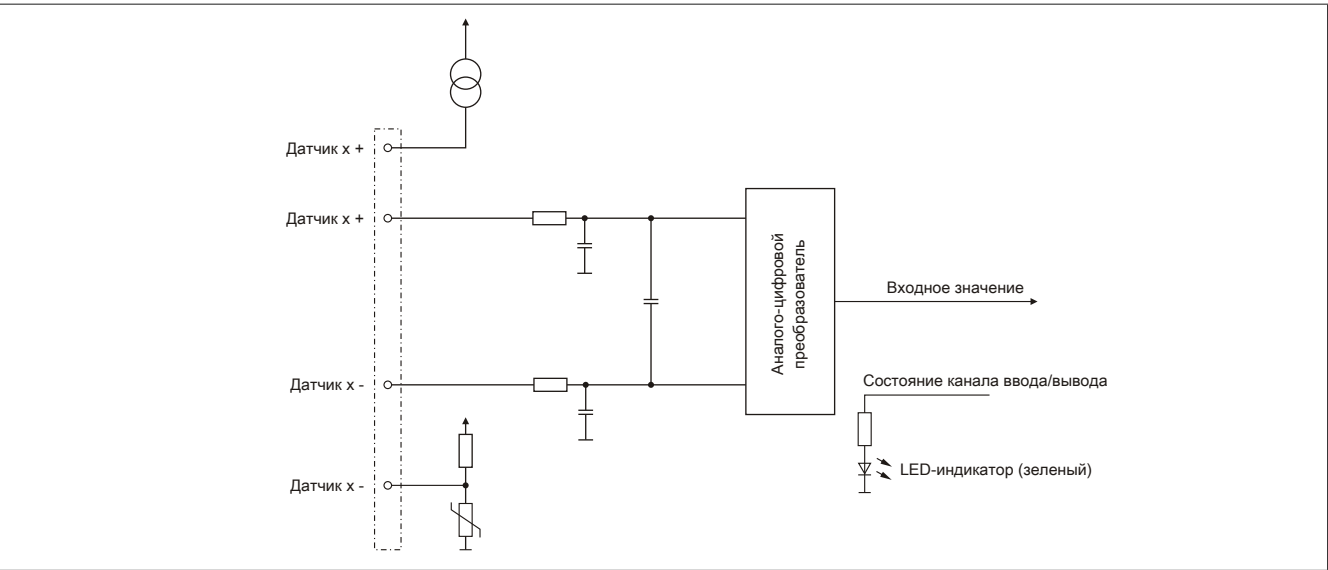 Датчик x +
Датчик x +
Аналого-цифровой
преобразователь
Входное значение
Датчик x -
Состояние канала ввода/вывода
LED-индикатор (зеленый)
Датчик x -